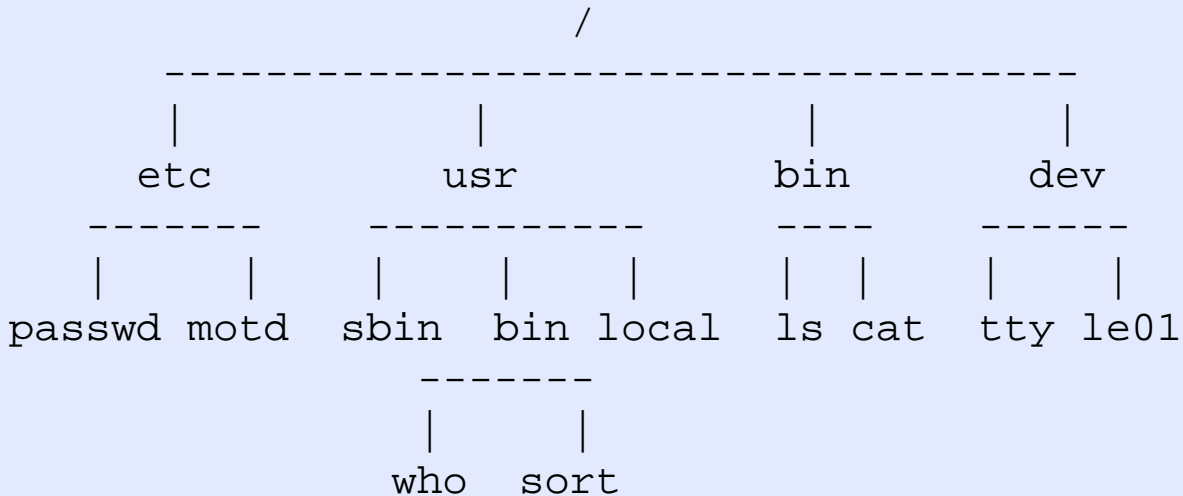 /
------------------------------------
| | | |
etc usr bin dev
------- ----------- ---- ------
| | | | | | | | |
passwd motd sbin bin local ls cat tty le01
-------
| |
who sort